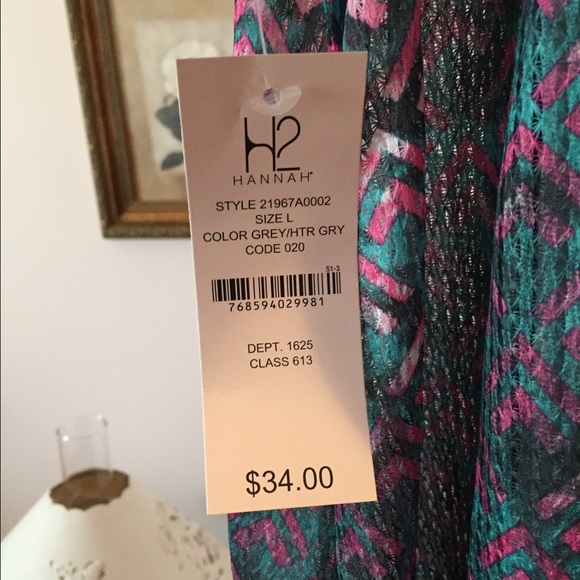 H2
HANNAH®
STYLE 21967A0002
SIZE L
COLOR GREY/HTR GRY
CODE 020
S1-3
768594029981
DEPT. 1625
CLASS 613
$34.00